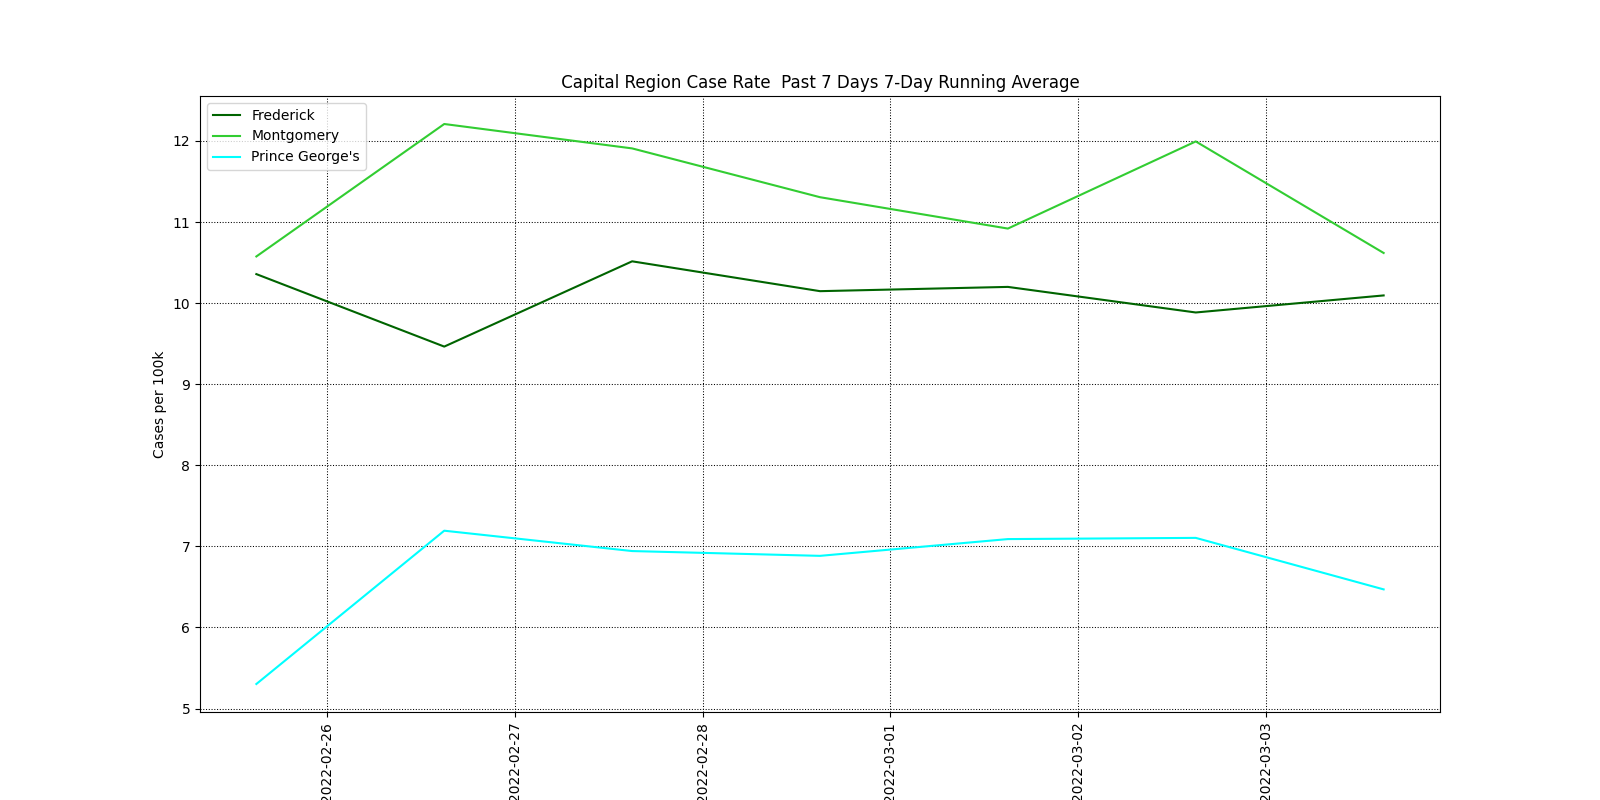 Capital Region Case Rate  Past 7 Days 7-Day Running Average
Frederick
Montgomery
Prince George's
12
11
10
9
8
7
6
5
Cases per 100k
2022-02-26
2022-02-27
2022-02-28
2022-03-01
2022-03-02
2022-03-03